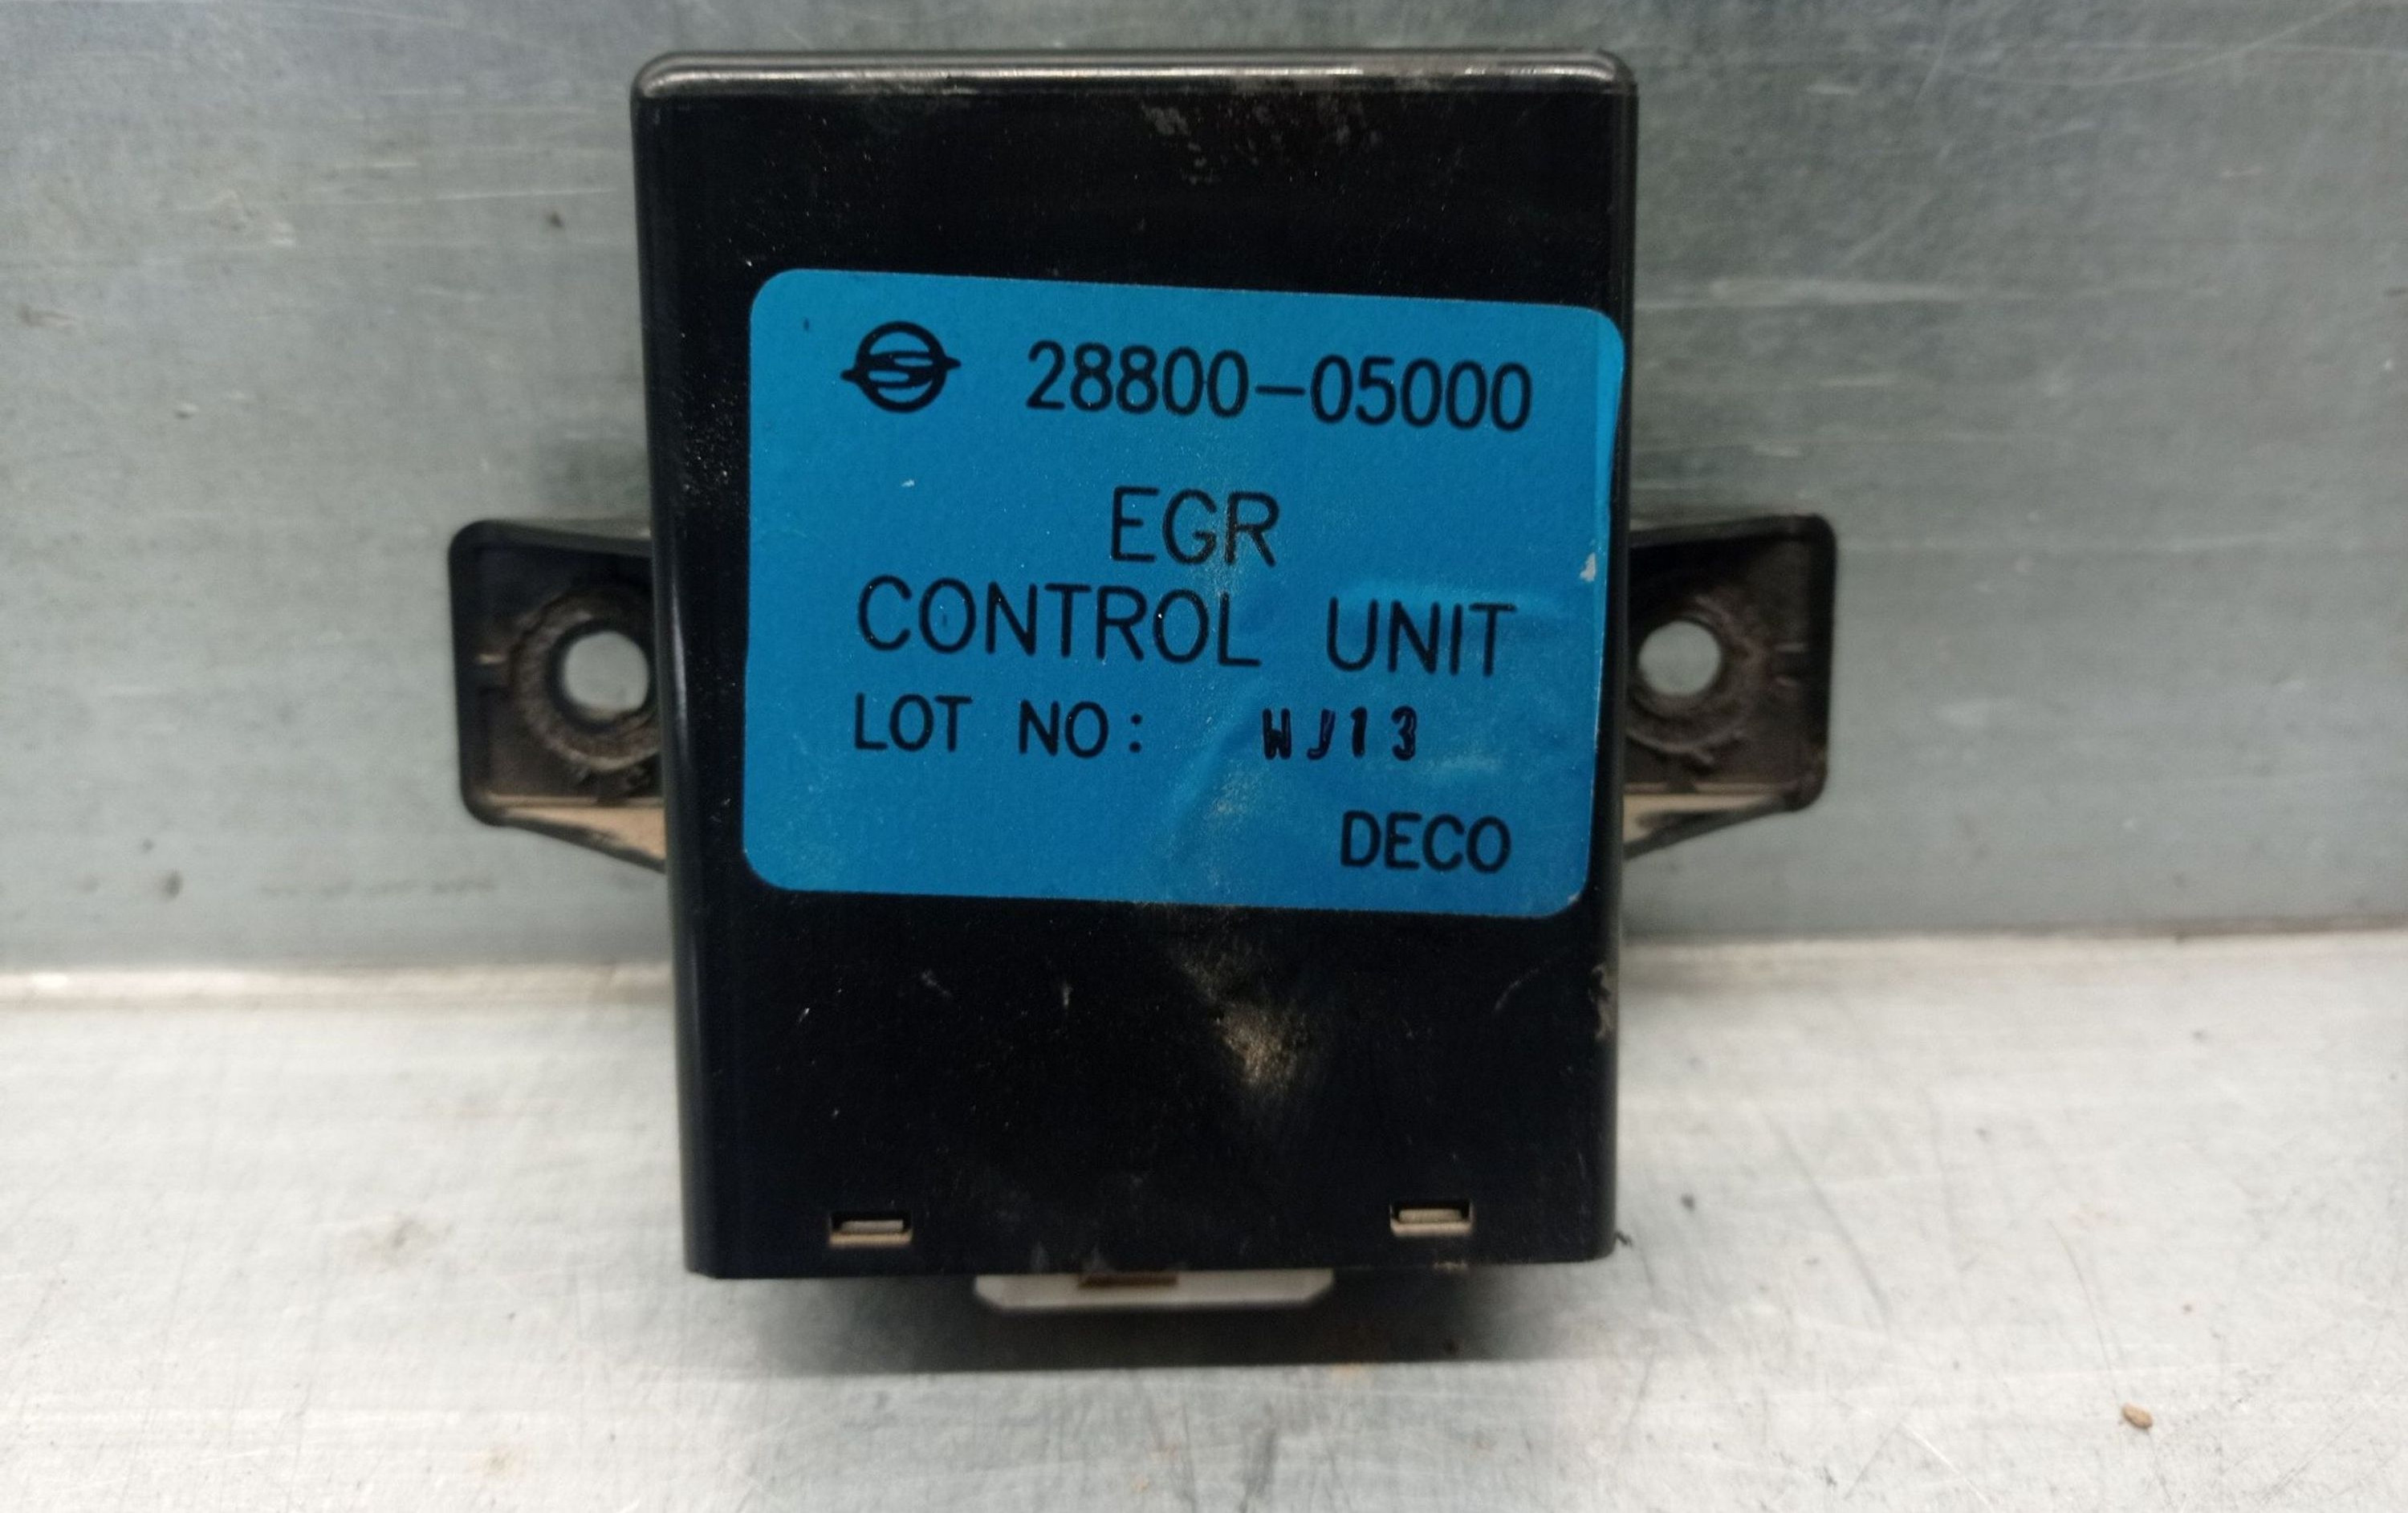 28800-05000
EGR
CONTROL UNIT
LOT NO: WJ13
DECO